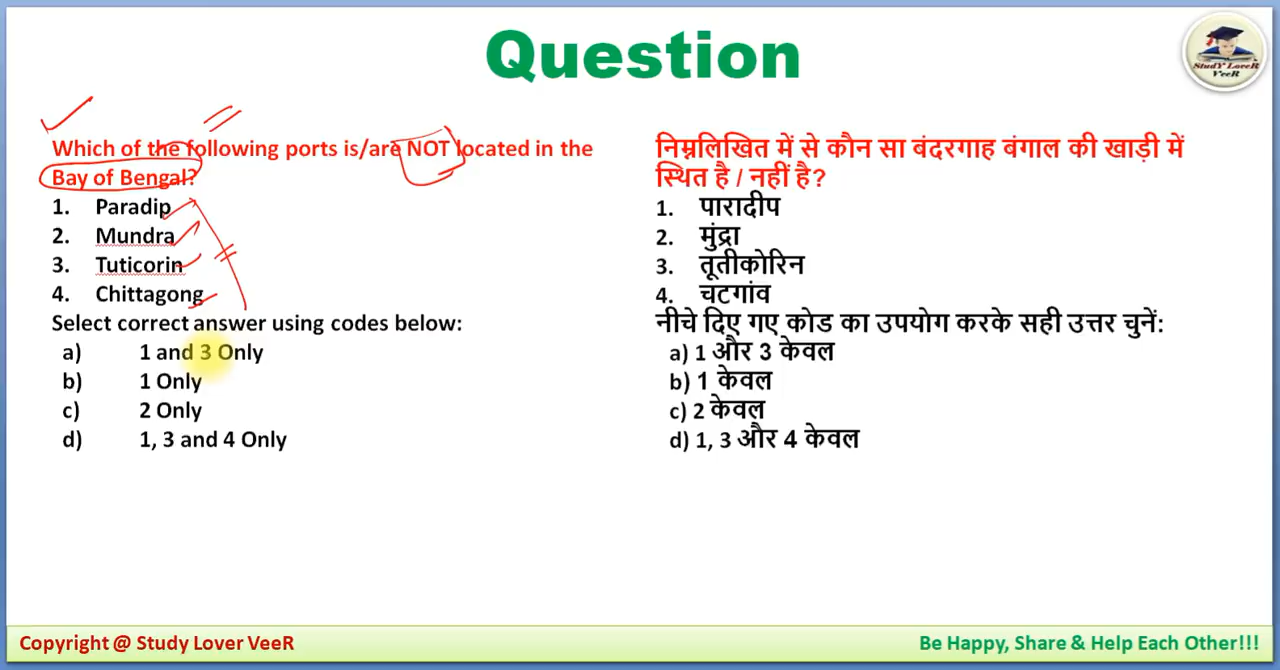 Question
StudY LoveR
VeeR
Which of the following ports is/are NOT located in the
Bay of Bengal?
1. Paradip
2. Mundra
3. Tuticorin
4. Chittagong
Select correct answer using codes below:
a) 1 and 3 Only
b) 1 Only
c) 2 Only
d) 1, 3 and 4 Only
निम्नलिखित में से कौन सा बंदरगाह बंगाल की खाड़ी में
स्थित है / नहीं है?
1. पारादीप
2. मुंद्रा
3. तूतीकोरिन
4. चटगांव
नीचे दिए गए कोड का उपयोग करके सही उत्तर चुनें:
a) 1 और 3 केवल
b) 1 केवल
c) 2 केवल
d) 1, 3 और 4 केवल
Copyright @ Study Lover VeeR
Be Happy, Share & Help Each Other!!!